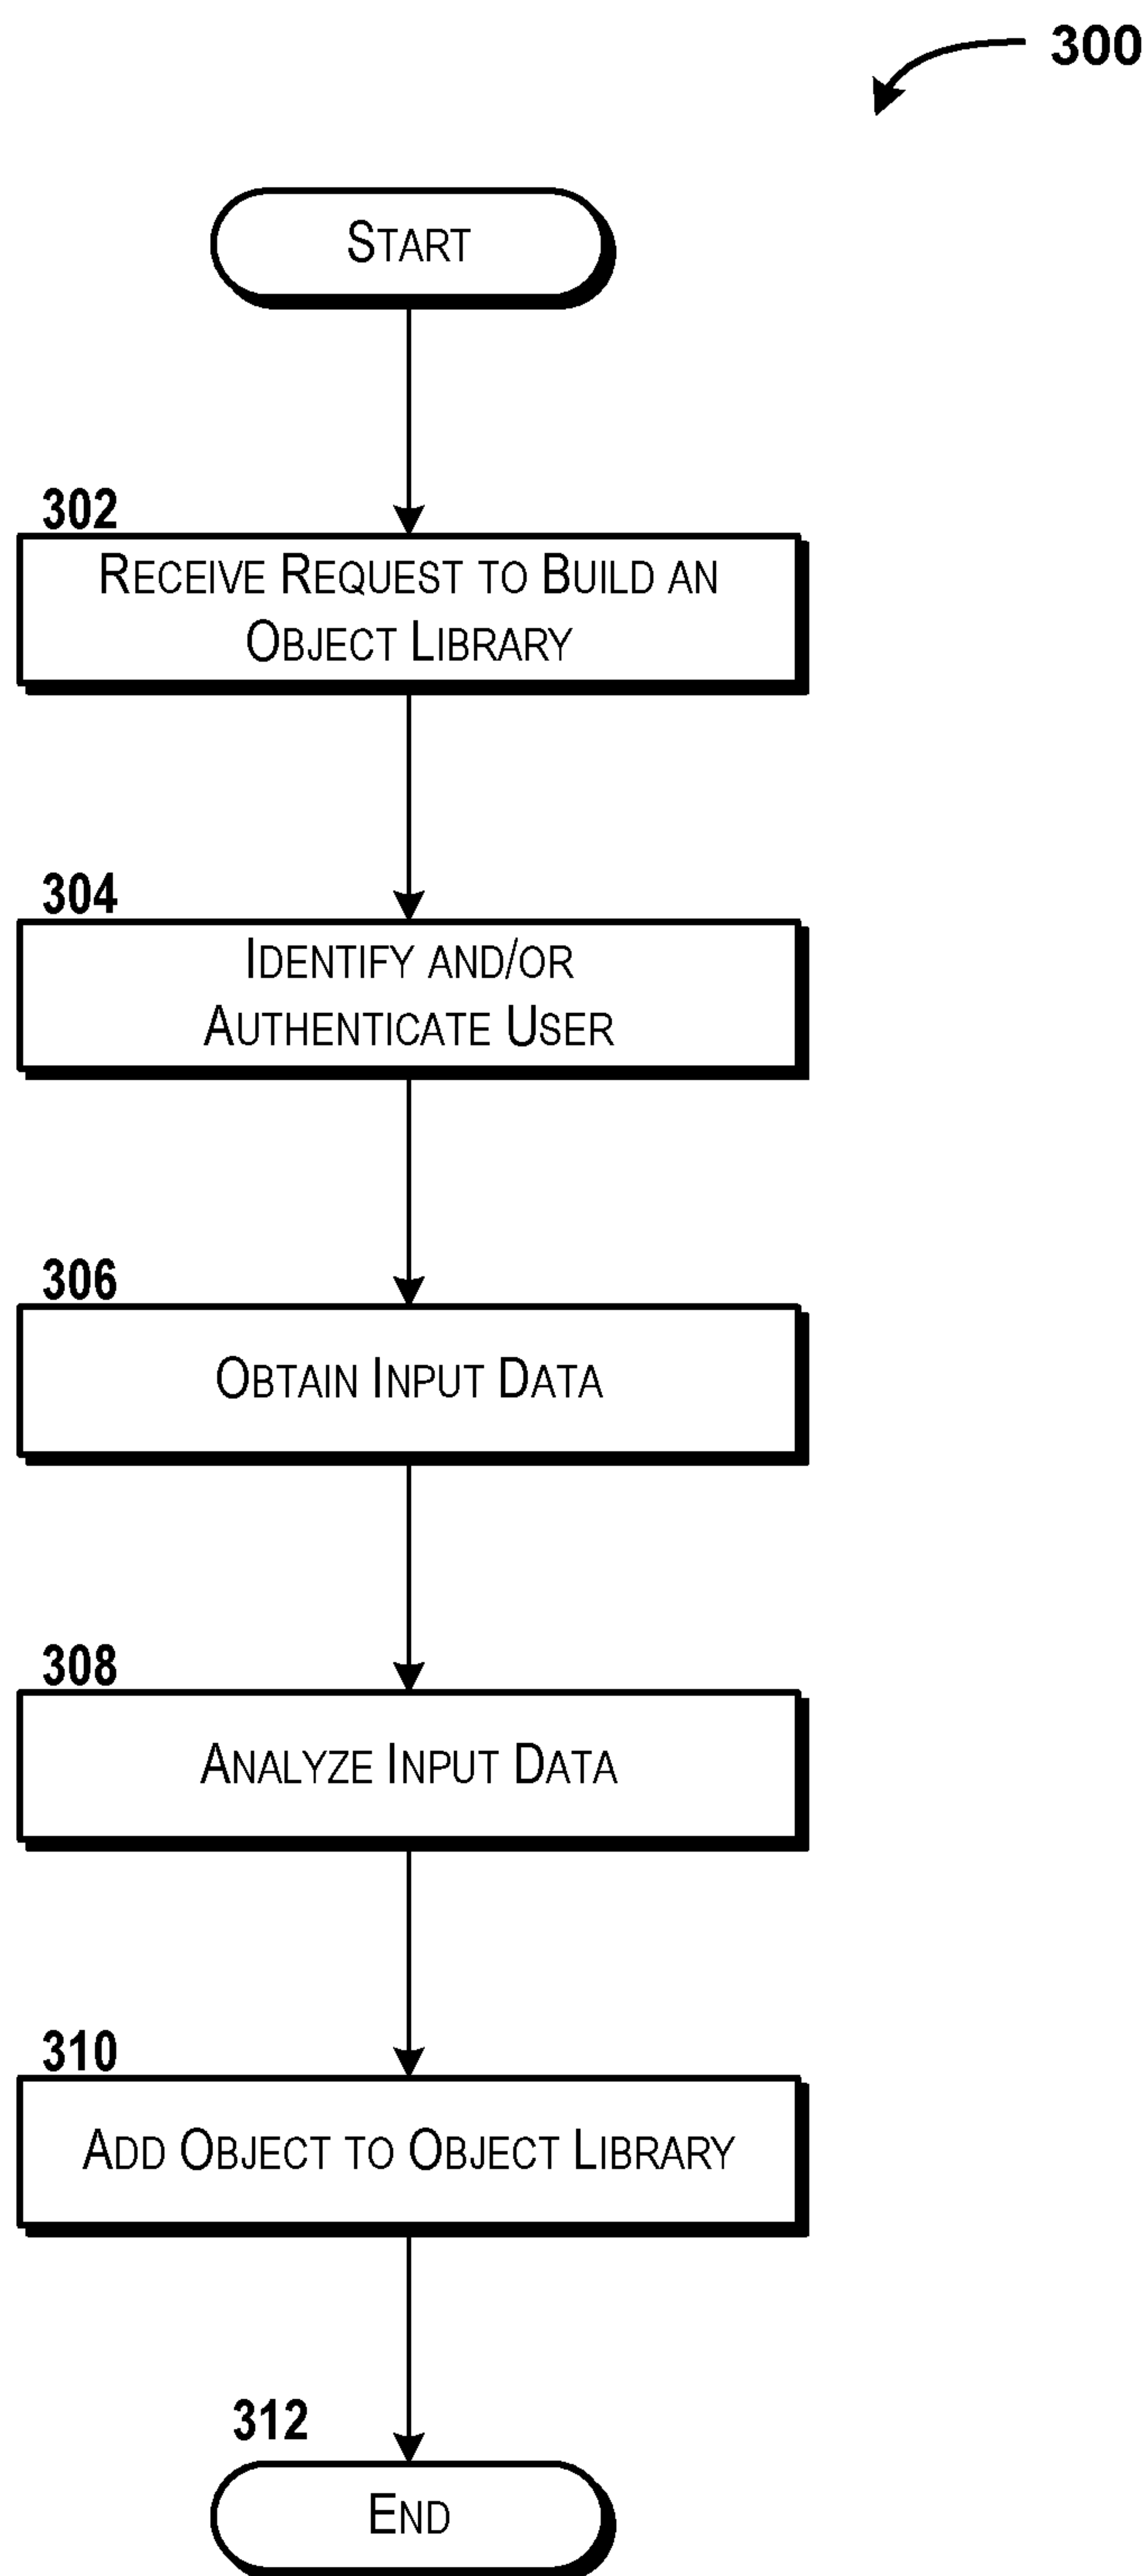 300
START
302
RECEIVE REQUEST TO BUILD AN
OBJECT LIBRARY
304
IDENTIFY AND/OR
AUTHENTICATE USER
306
OBTAIN INPUT DATA
308
ANALYZE INPUT DATA
310
ADD OBJECT TO OBJECT LIBRARY
312
END